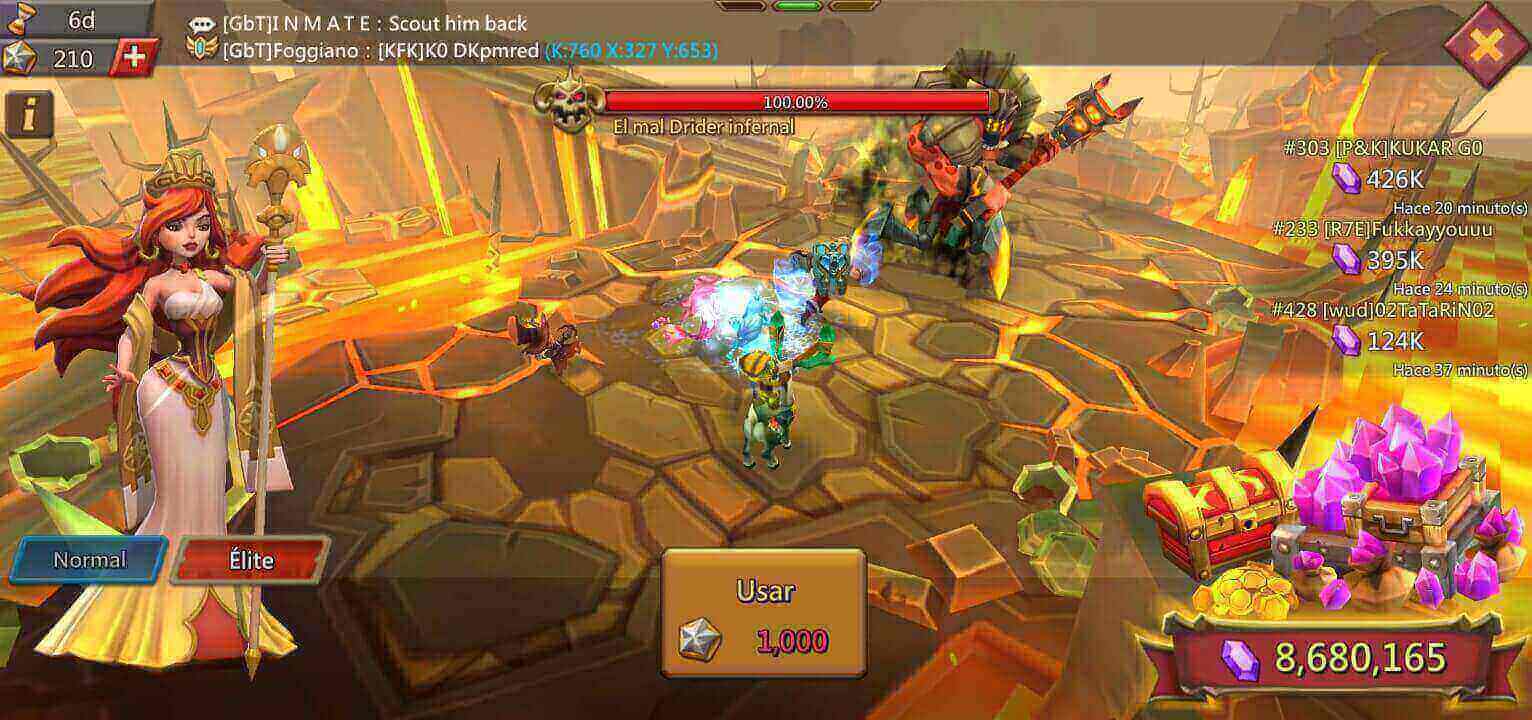 6d
210
[GbT]I N M A T E : Scout him back
[GbT]Foggiano : [KFK]K0 DKpmred (K:760 X:327 Y:653)
i
100.00%
El mal Drider infernal
#303 [P&K]KUKAR G0
426K
Hace 20 minuto(s)
#233 [R7E]Fukkayyouuu
395K
Hace 24 minuto(s)
#428 [wud]02TaTaRiN02
124K
Hace 37 minuto(s)
Normal
Élite
Usar
1,000
8,680,165